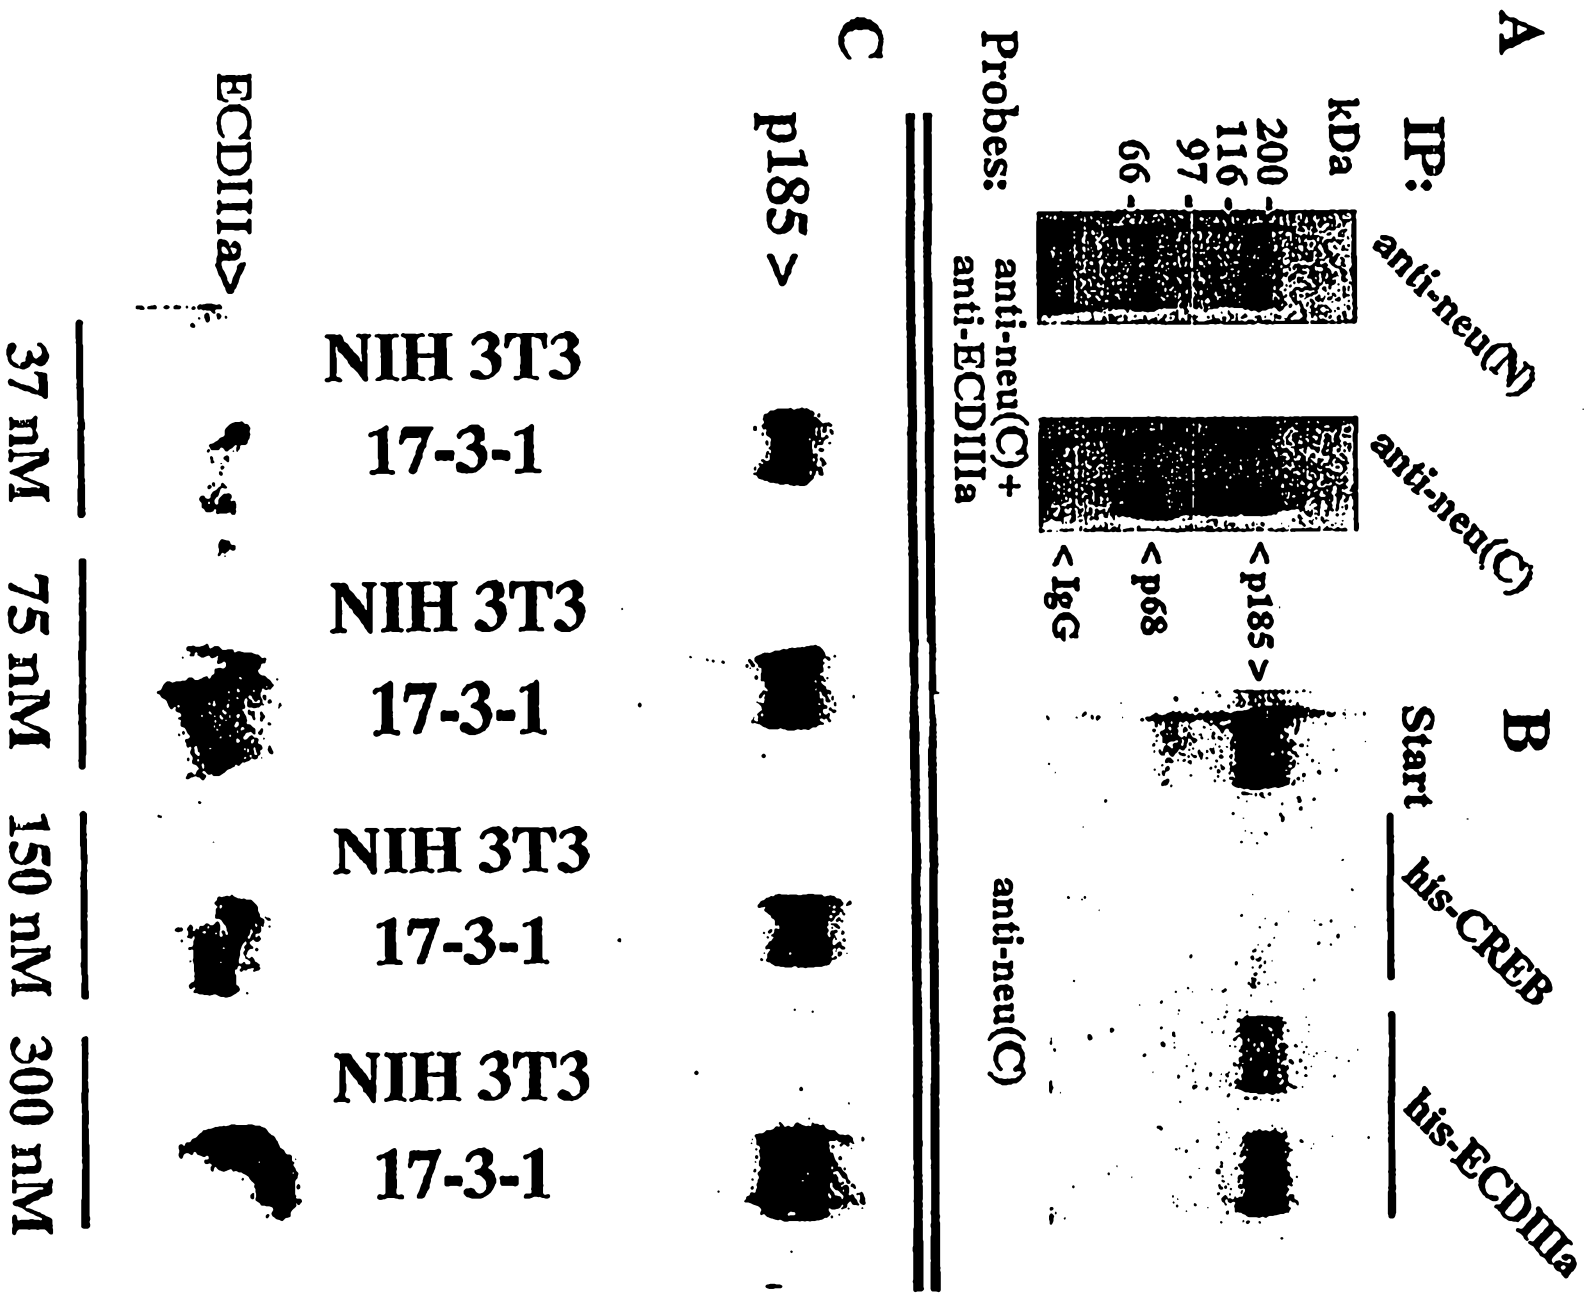 A
IP:
anti-neu(N)
anti-neu(C)
kDa
200 -
116 -
97 -
66 -
< p185 >
< p68
< IgG
Probes:
anti-neu(C)+
anti-ECDIIIa
B
Start
his-CREB
his-ECDIIIa
anti-neu(C)
C
p185 >
NIH 3T3
17-3-1
NIH 3T3
17-3-1
NIH 3T3
17-3-1
NIH 3T3
17-3-1
ECDIIIa>
37 nM
75 nM
150 nM
300 nM